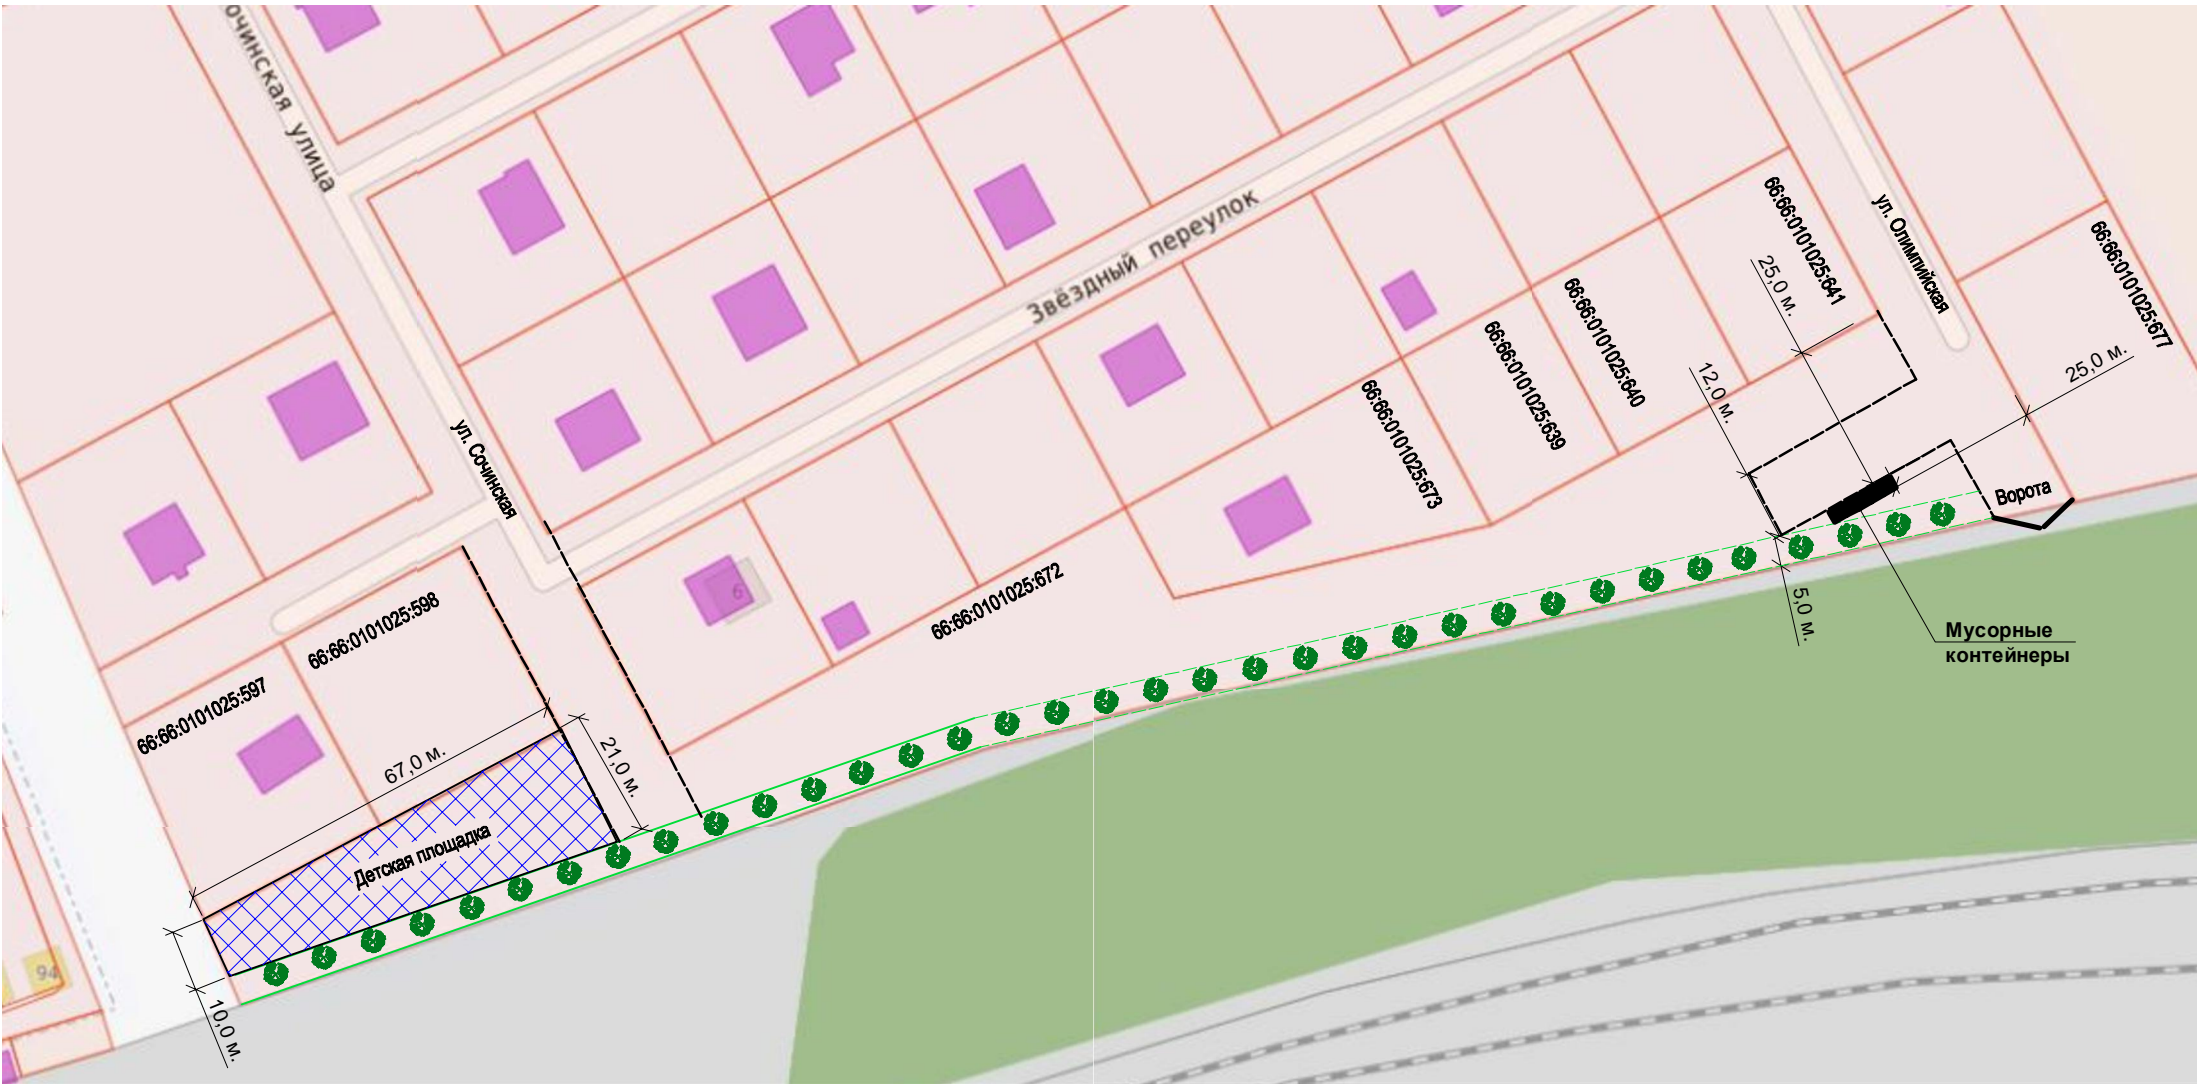 очинская улица
ул. Сочинская
Звёздный переулок
ул. Олимпийская
66:66:0101025:641
66:66:0101025:677
25,0 м.
25,0 м.
66:66:0101025:640
66:66:0101025:639
12,0 м.
66:66:0101025:673
Ворота
66:66:0101025:672
6
5,0 м.
Мусорные
контейнеры
66:66:0101025:598
66:66:0101025:597
67,0 м.
21,0 м.
Детская площадка
94
10,0 м.